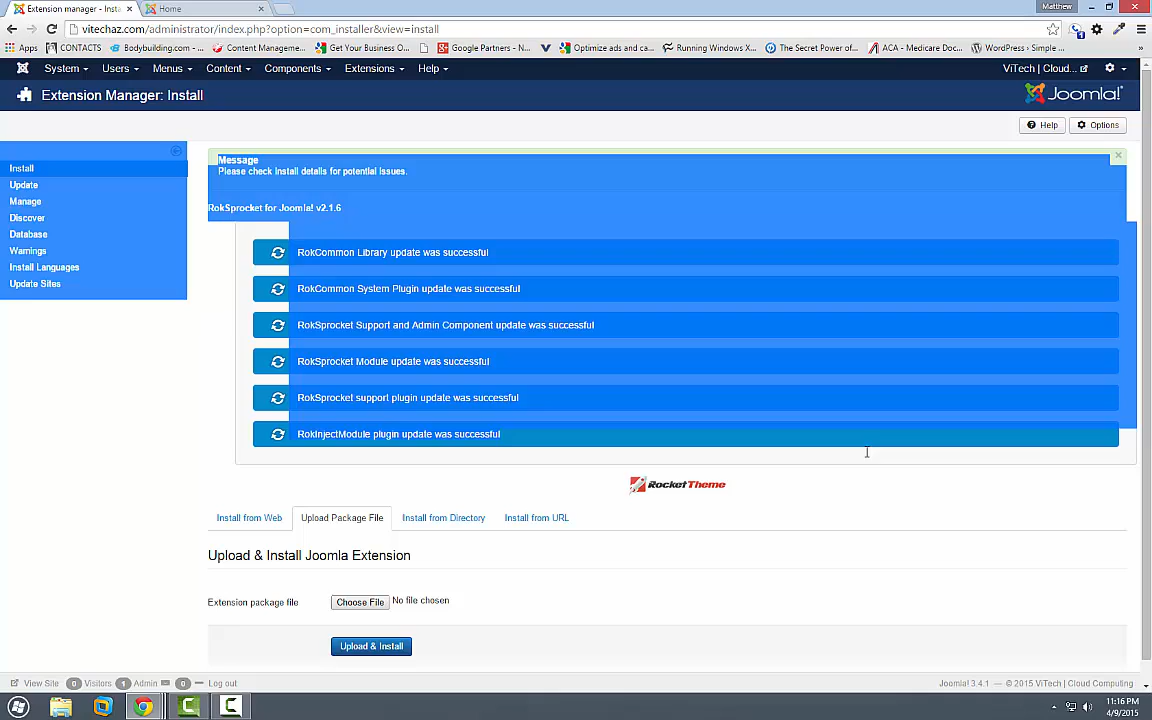 Extension manager - Insta
Home
Matthew
vitechaz.com/administrator/index.php?option=com_installer&view=install
Apps
CONTACTS
Bodybuilding.com - ...
Content Manageme...
Get Your Business O...
Google Partners - N...
Optimize ads and ca...
Running Windows X...
The Secret Power of...
ACA - Medicare Doc...
WordPress › Simple ...
»
System
Users
Menus
Content
Components
Extensions
Help
ViTech | Cloud...
Extension Manager: Install
Joomla!
Help
Options
Install
Update
Manage
Discover
Database
Warnings
Install Languages
Update Sites
Message
Please check install details for potential issues.
RokSprocket for Joomla! v2.1.6
RokCommon Library update was successful
RokCommon System Plugin update was successful
RokSprocket Support and Admin Component update was successful
RokSprocket Module update was successful
RokSprocket support plugin update was successful
RokInjectModule plugin update was successful
RocketTheme
Install from Web
Upload Package File
Install from Directory
Install from URL
Upload & Install Joomla Extension
Extension package file
Choose File No file chosen
Upload & Install
View Site
0 Visitors
1 Admin
0
Log out
Joomla! 3.4.1 — © 2015 ViTech | Cloud Computing
11:16 PM
4/9/2015